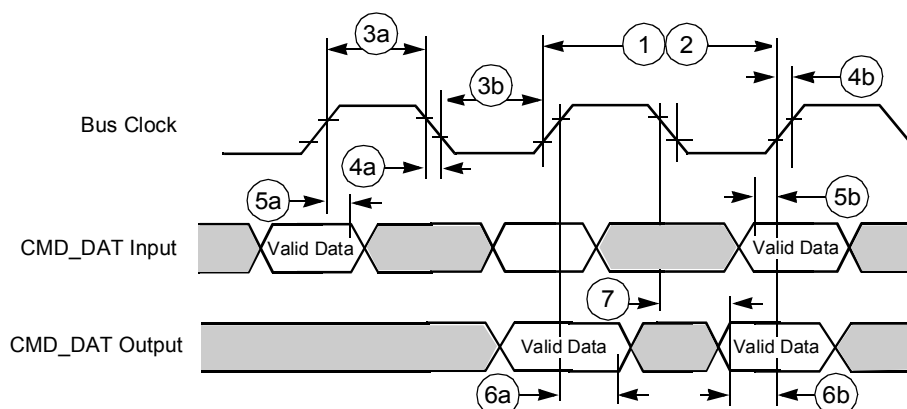 3a
1 2
3b
4b
Bus Clock
4a
5a
5b
CMD_DAT Input
Valid Data
Valid Data
7
CMD_DAT Output
Valid Data
Valid Data
6a
6b